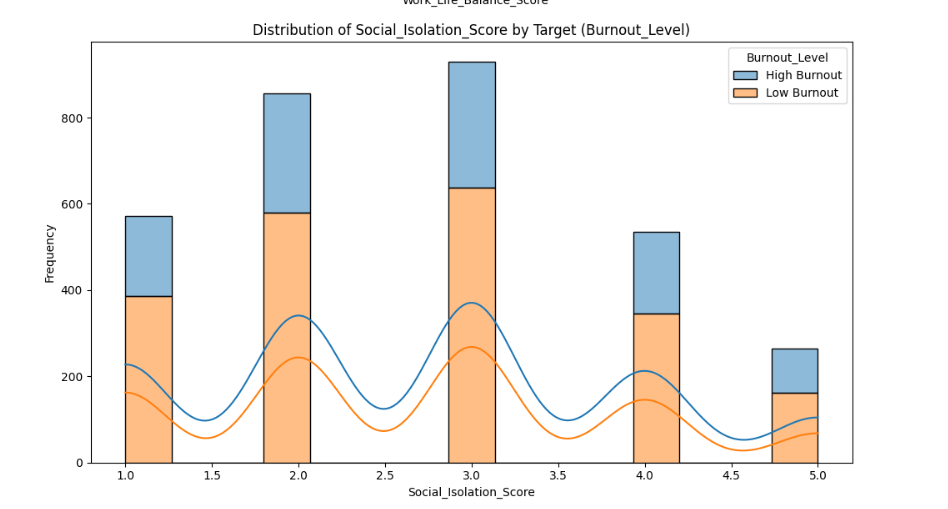 Work_Life_Balance_Score
Distribution of Social_Isolation_Score by Target (Burnout_Level)
Burnout_Level
High Burnout
Low Burnout
Frequency
800
600
400
200
0
1.0 1.5 2.0 2.5 3.0 3.5 4.0 4.5 5.0
Social_Isolation_Score